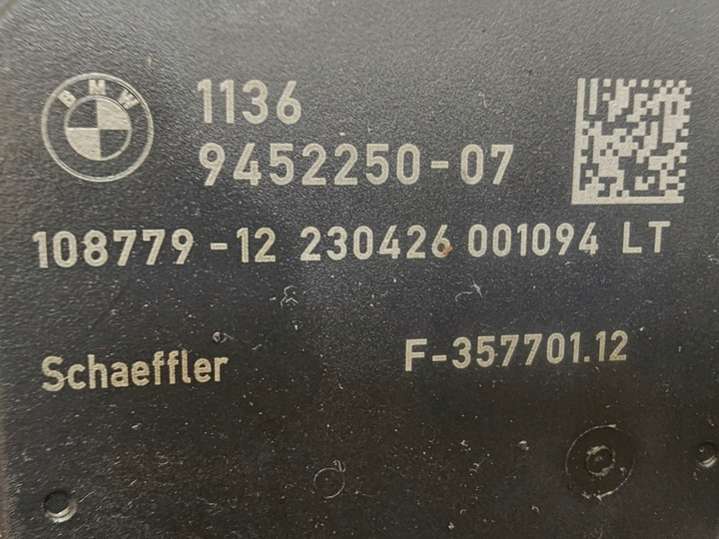 BMW
1136
9452250-07
108779-12 230426 001094 LT
Schaeffler F-357701.12